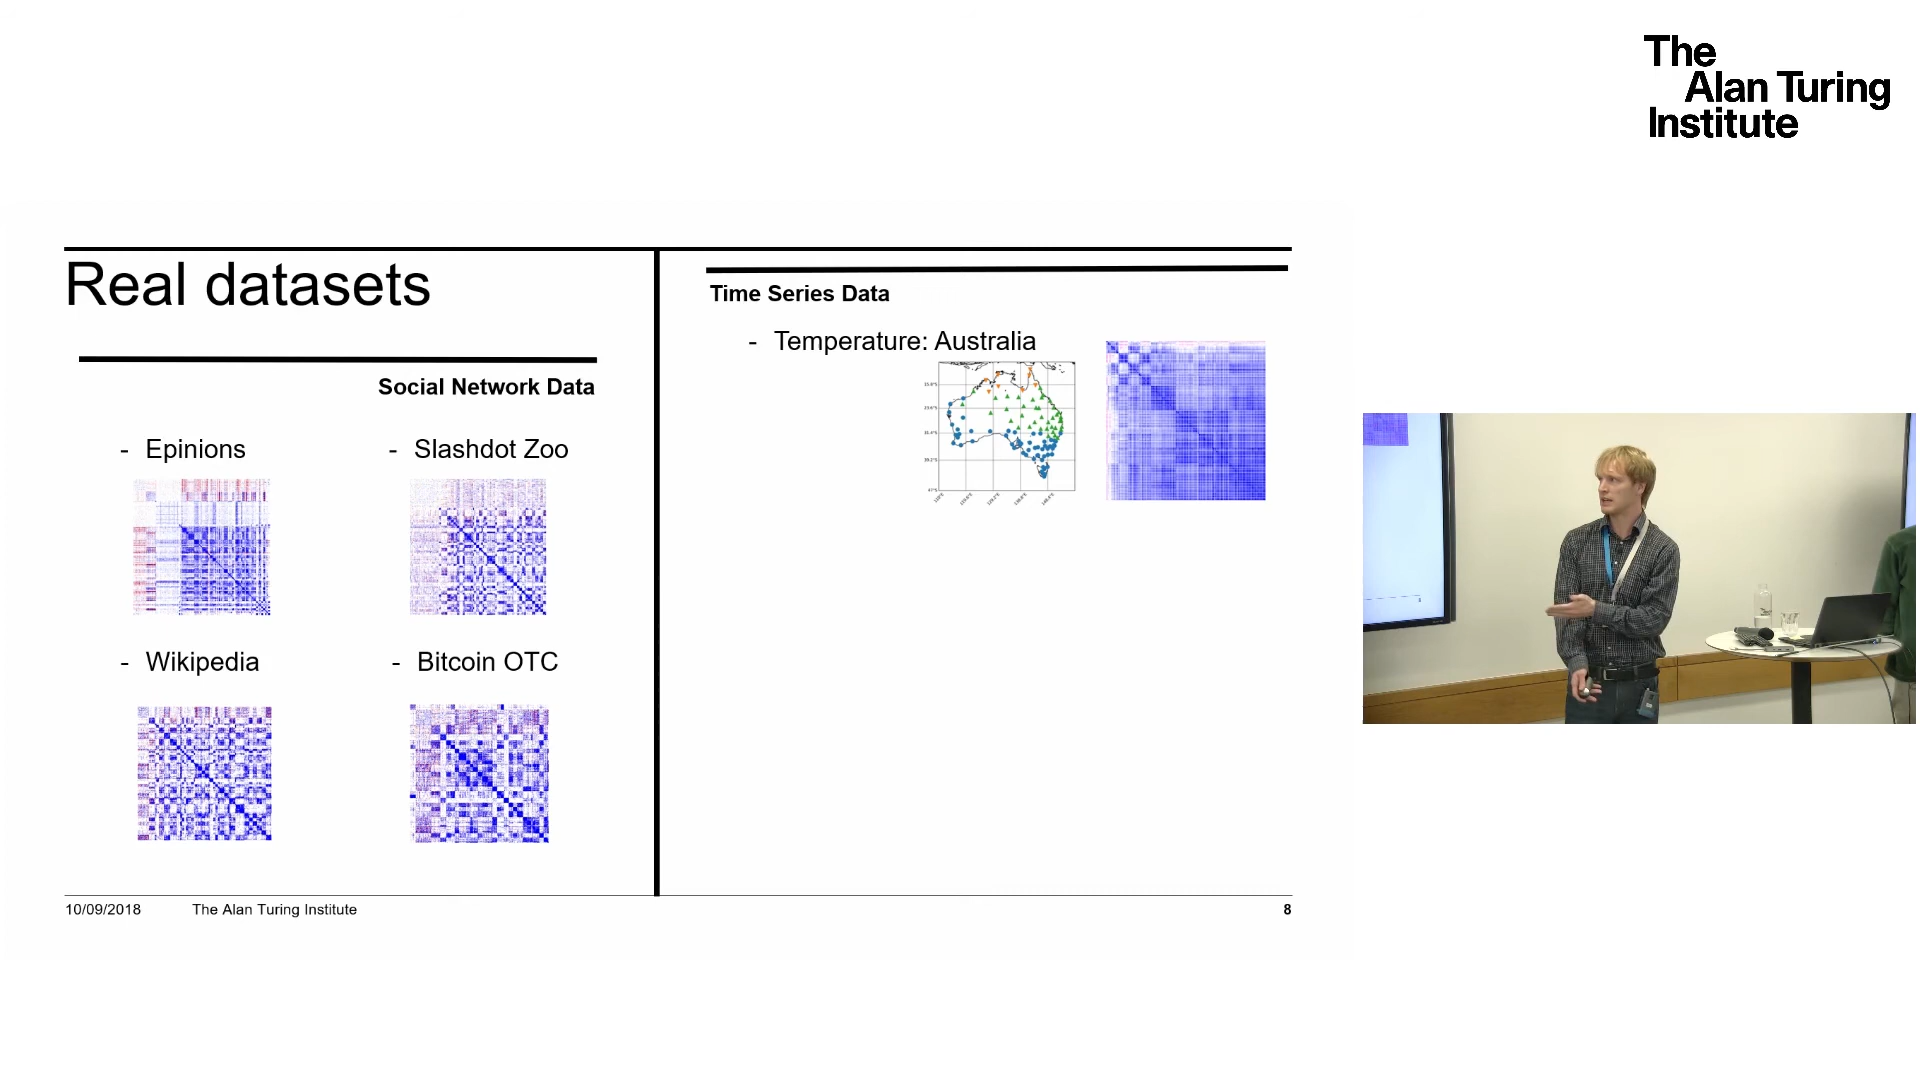 The
Alan Turing
Institute
Real datasets
Social Network Data
- Epinions
- Slashdot Zoo
- Wikipedia
- Bitcoin OTC
Time Series Data
- Temperature: Australia
10/09/2018
The Alan Turing Institute
8